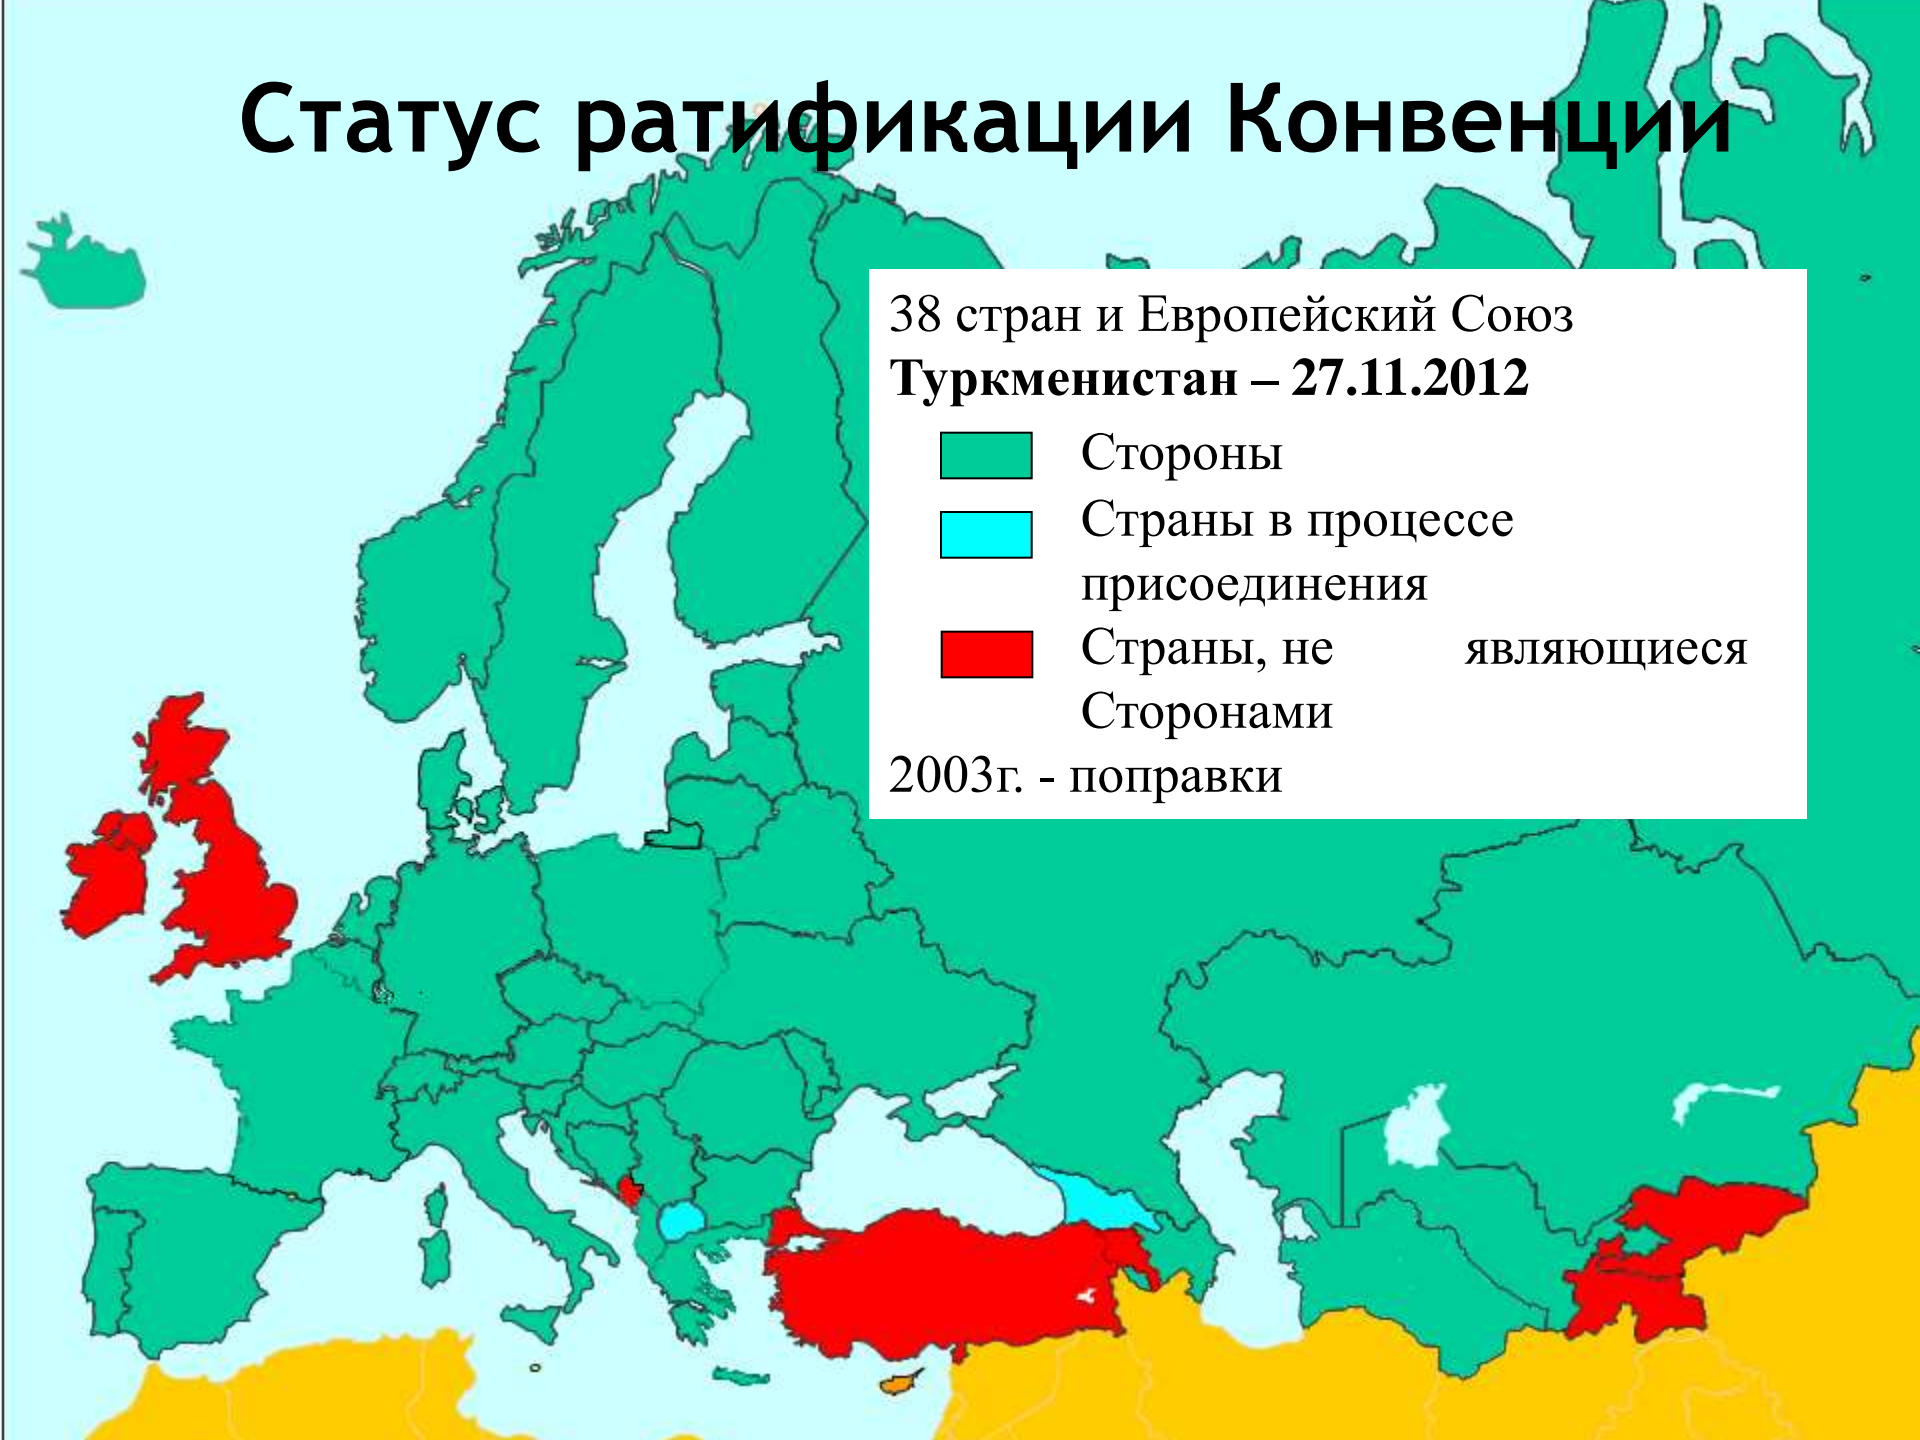 Статус ратификации Конвенции
38 стран и Европейский Союз
Туркменистан – 27.11.2012
Стороны
Страны в процессе
присоединения
Страны, не являющиеся
Сторонами
2003г. - поправки